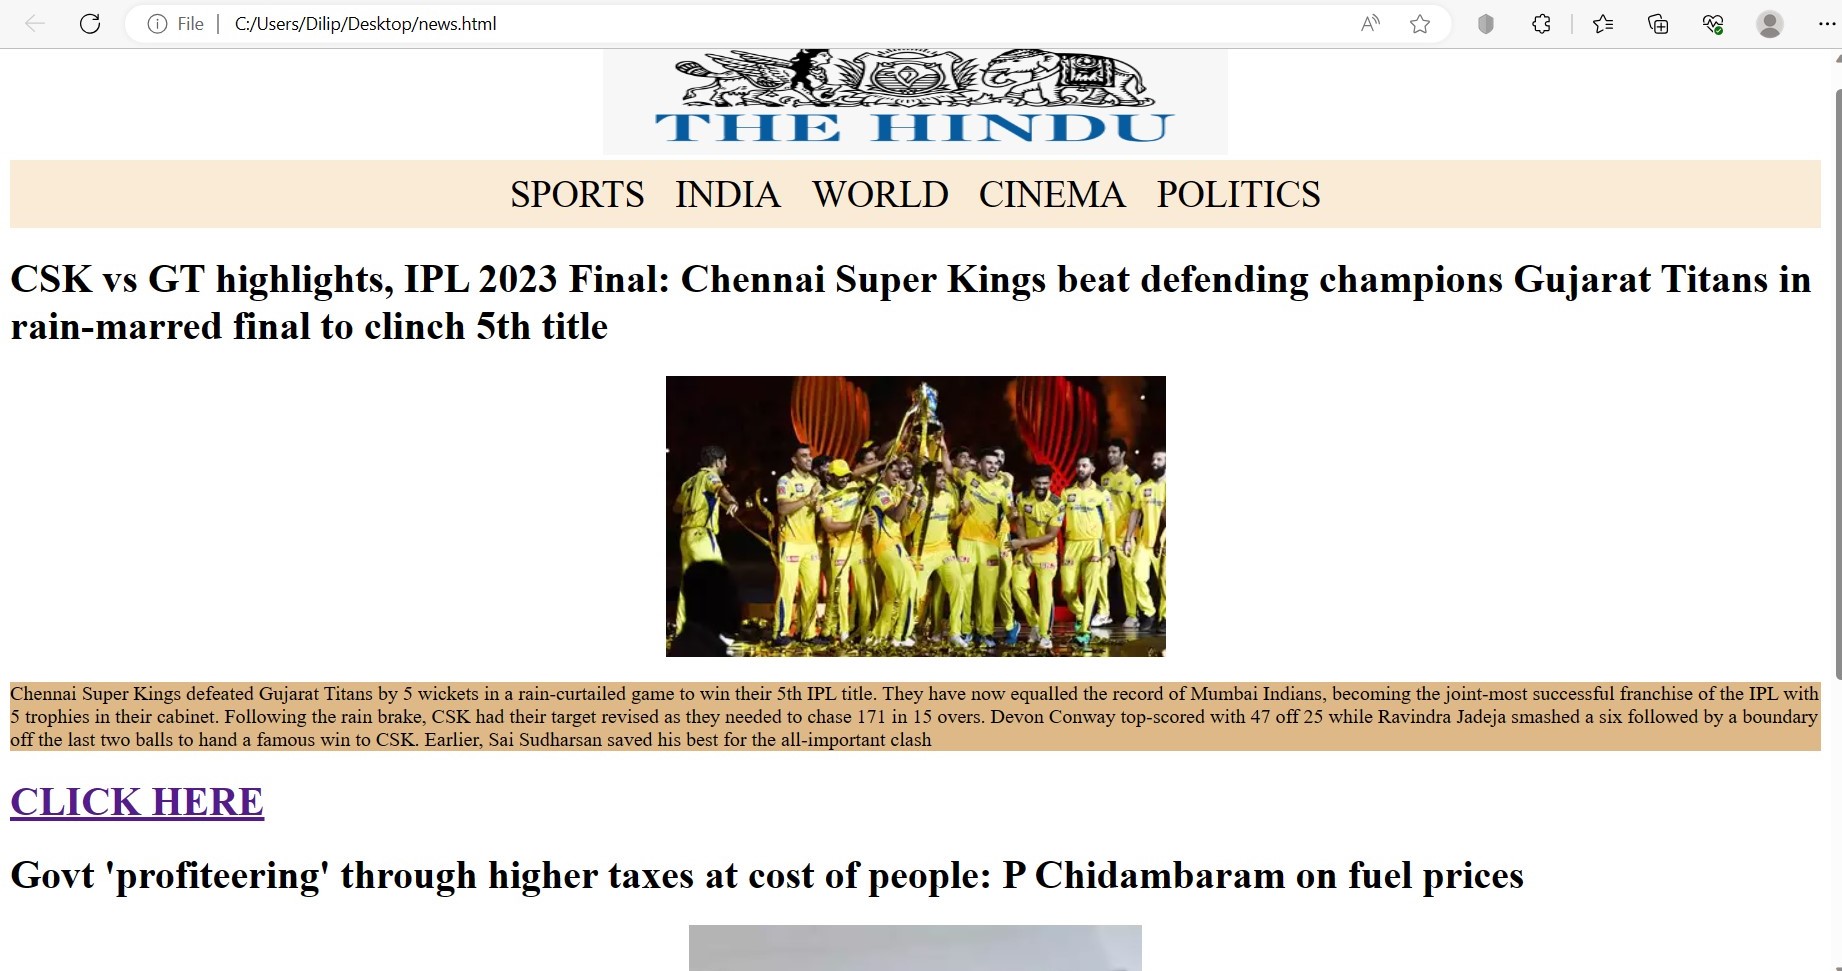 File
C:/Users/Dilip/Desktop/news.html
THE HINDU
SPORTS INDIA WORLD CINEMA POLITICS
CSK vs GT highlights, IPL 2023 Final: Chennai Super Kings beat defending champions Gujarat Titans in
rain-marred final to clinch 5th title
Chennai Super Kings defeated Gujarat Titans by 5 wickets in a rain-curtailed game to win their 5th IPL title. They have now equalled the record of Mumbai Indians, becoming the joint-most successful franchise of the IPL with
5 trophies in their cabinet. Following the rain brake, CSK had their target revised as they needed to chase 171 in 15 overs. Devon Conway top-scored with 47 off 25 while Ravindra Jadeja smashed a six followed by a boundary
off the last two balls to hand a famous win to CSK. Earlier, Sai Sudharsan saved his best for the all-important clash
CLICK HERE
Govt 'profiteering' through higher taxes at cost of people: P Chidambaram on fuel prices